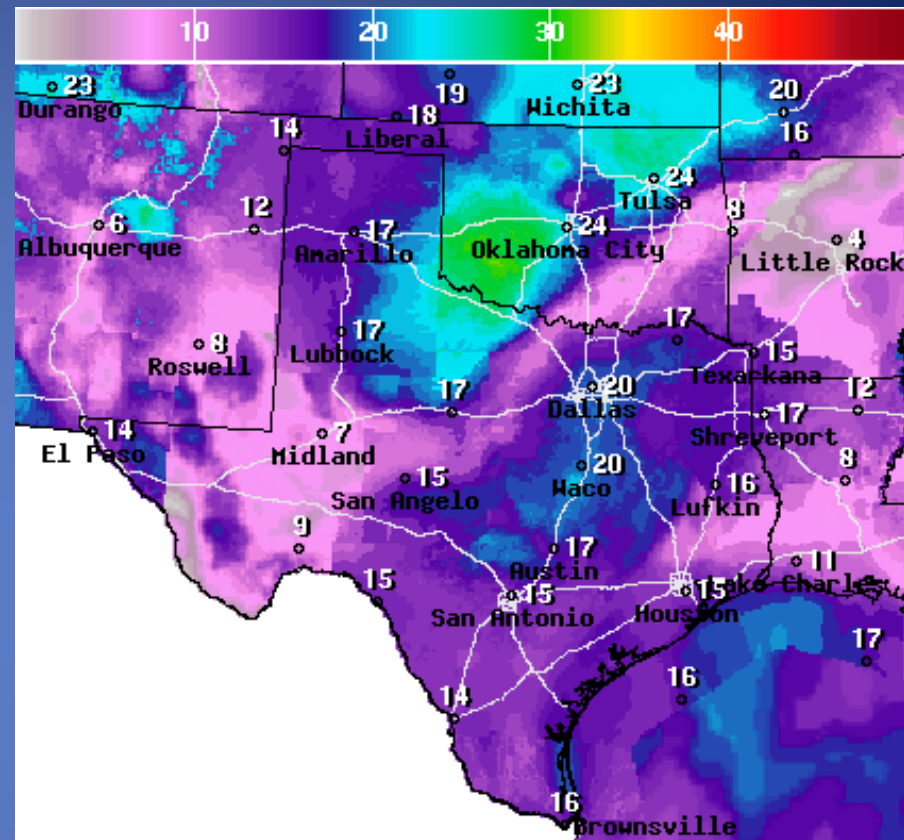 10 20 30 40
23
Durango
19
18
Liberal
23
Wichita
20
16
14
24
Tulsa
6
Albuquerque
12
17
Amarillo
24
Oklahoma City
4
Little Rock
8
Roswell
17
Lubbock
17
15
Texarkana
20
Dallas
17
12
17
Shreveport
14
El Paso
7
Midland
15
San Angelo
20
Waco
16
Lufkin
8
9
17
Austin
11
15
15
San Antonio
15
Houston
17
14
16
16
Brownsville